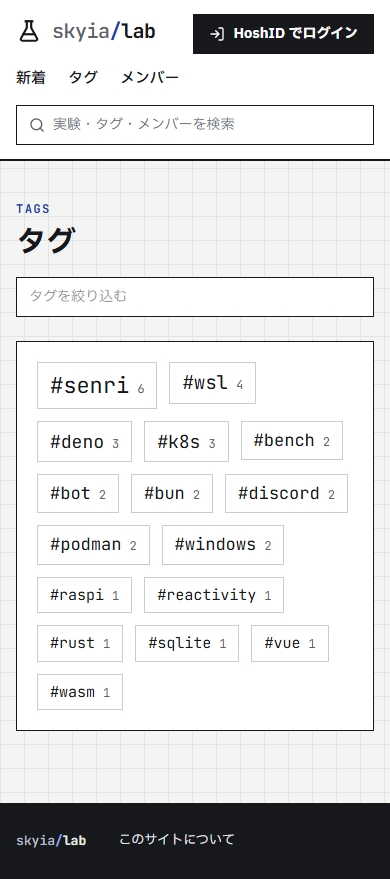 skyia/lab
HoshID でログイン
新着 タグ メンバー
実験・タグ・メンバーを検索
TAGS
タグ
タグを絞り込む
#senri 6 #wsl 4
#deno 3 #k8s 3 #bench 2
#bot 2 #bun 2 #discord 2
#podman 2 #windows 2
#raspi 1 #reactivity 1
#rust 1 #sqlite 1 #vue 1
#wasm 1
skyia/lab このサイトについて